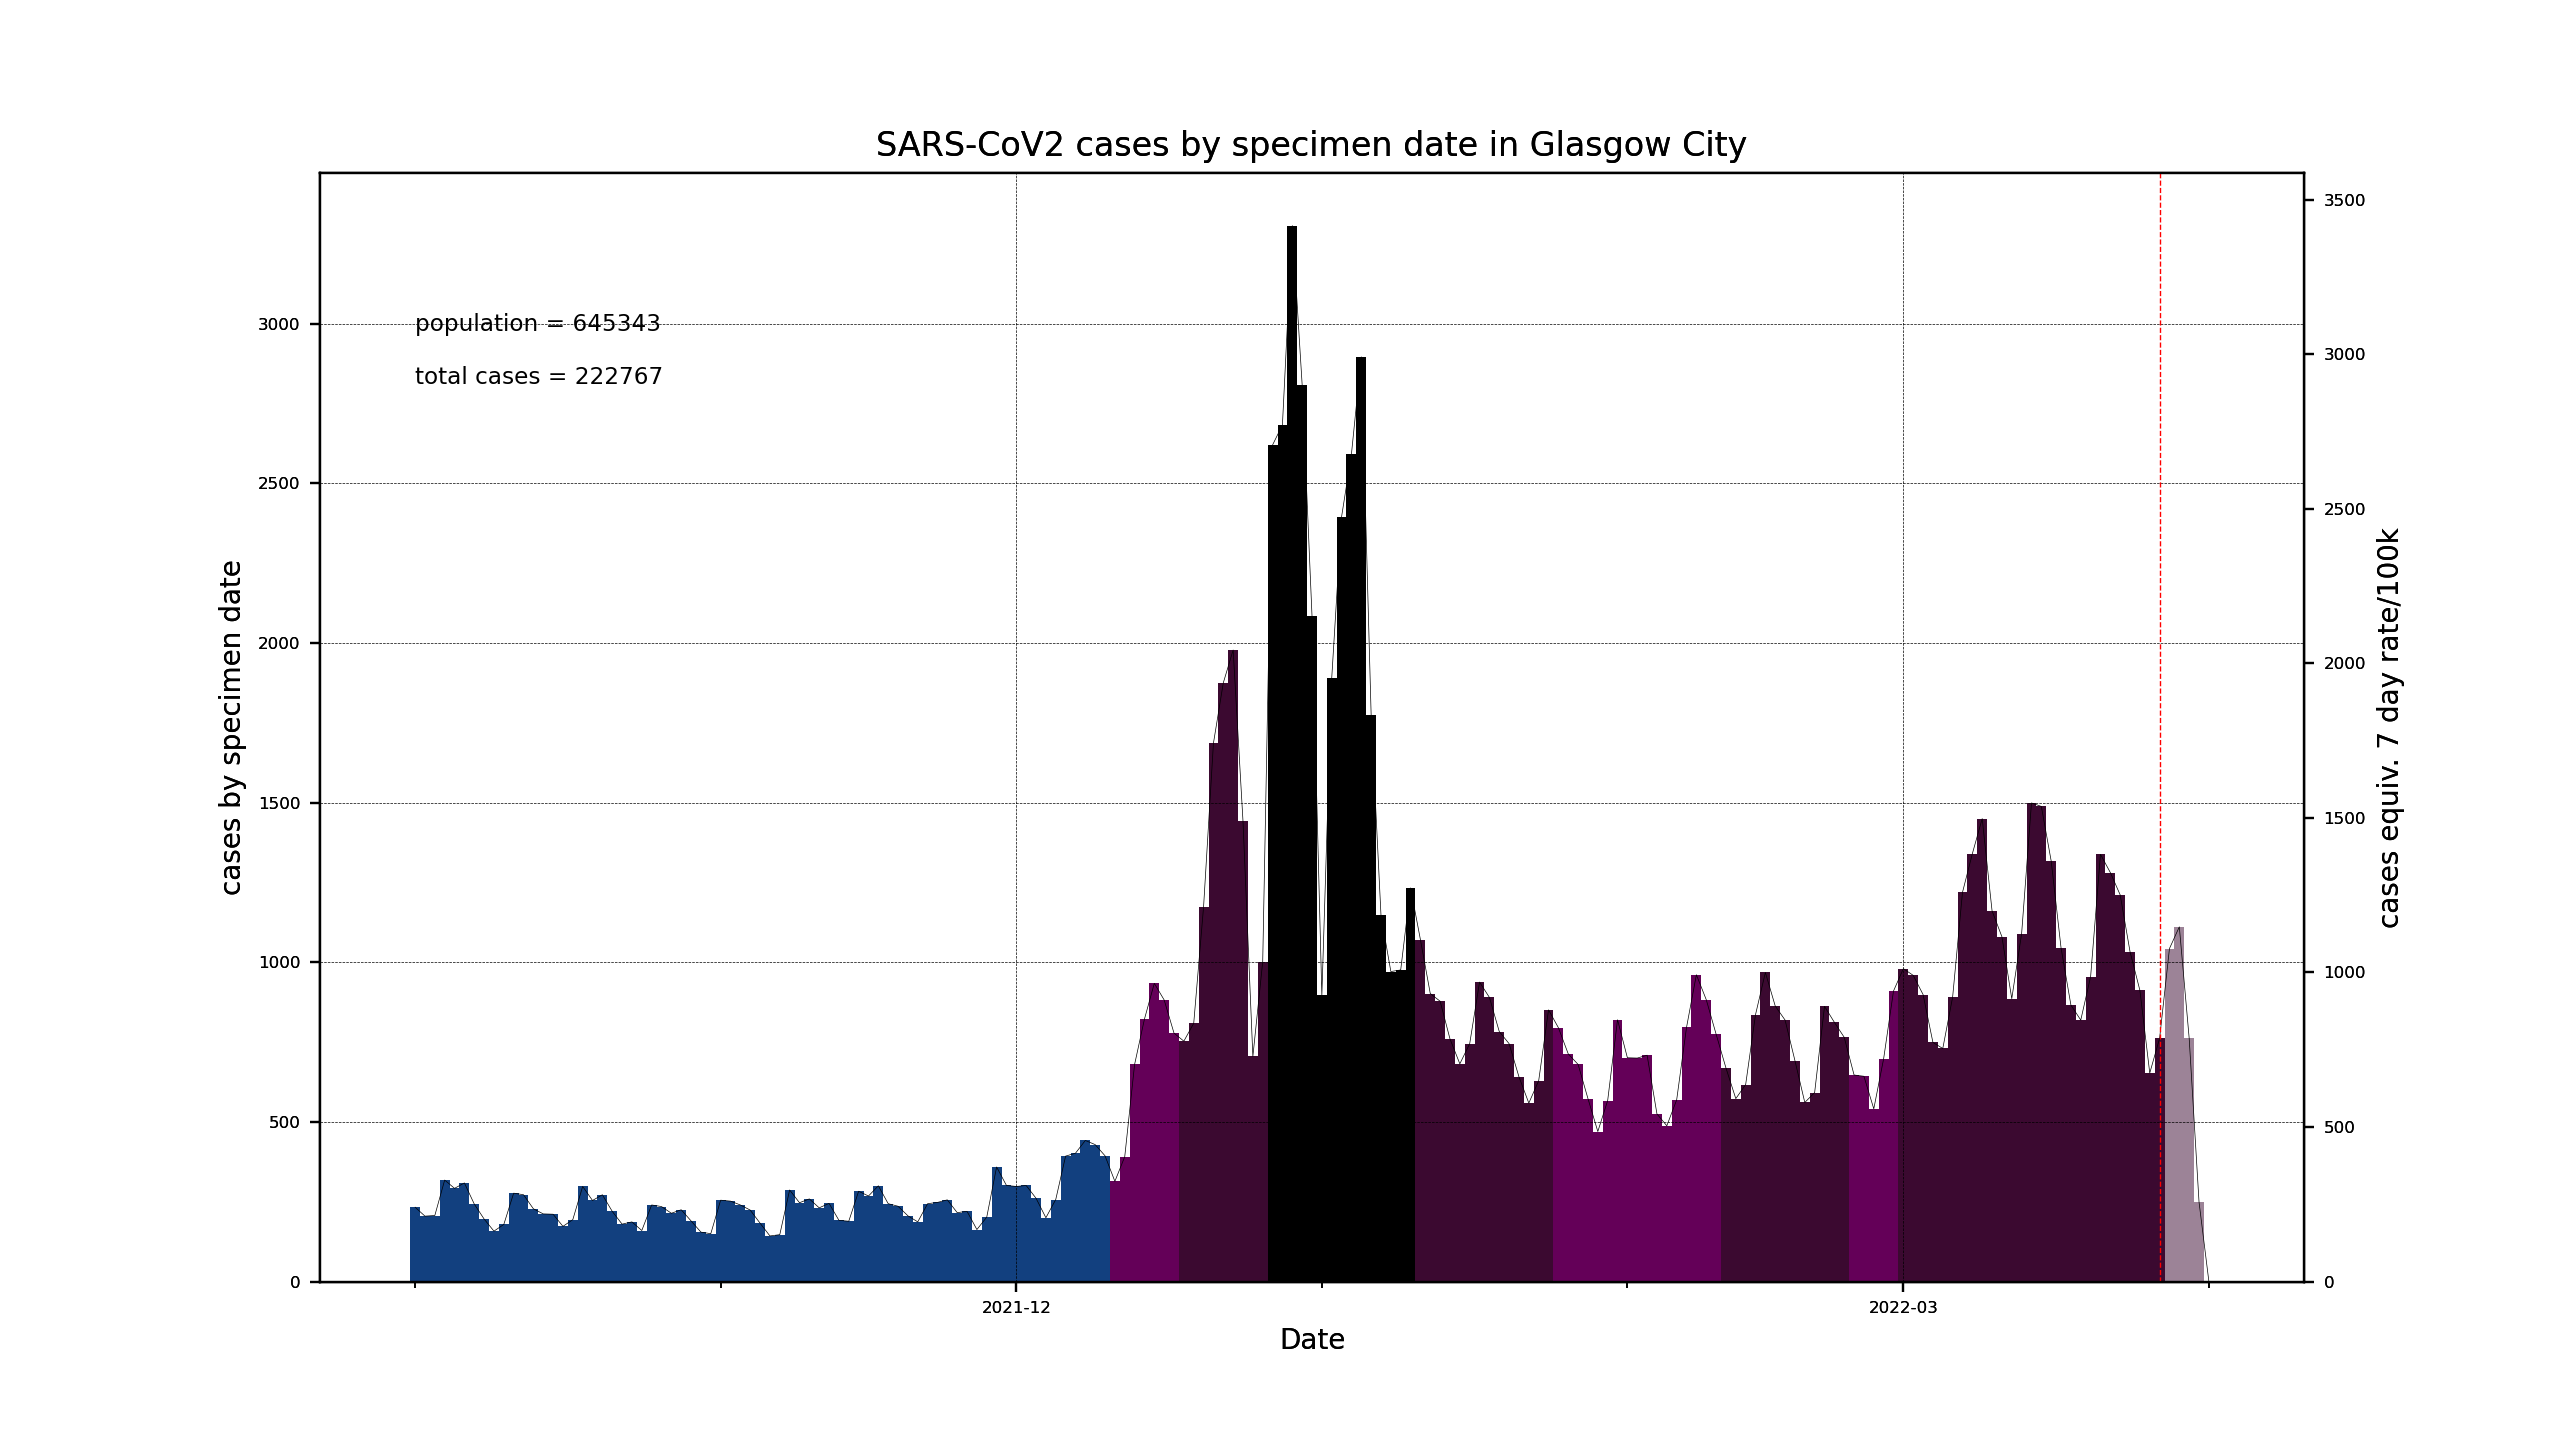 SARS-CoV2 cases by specimen date in Glasgow City
population = 645343
total cases = 222767
cases by specimen date
3000
2500
2000
1500
1000
500
0
3500
3000
2500
2000
1500
1000
500
0
cases equiv. 7 day rate/100k
2021-12
2022-03
Date